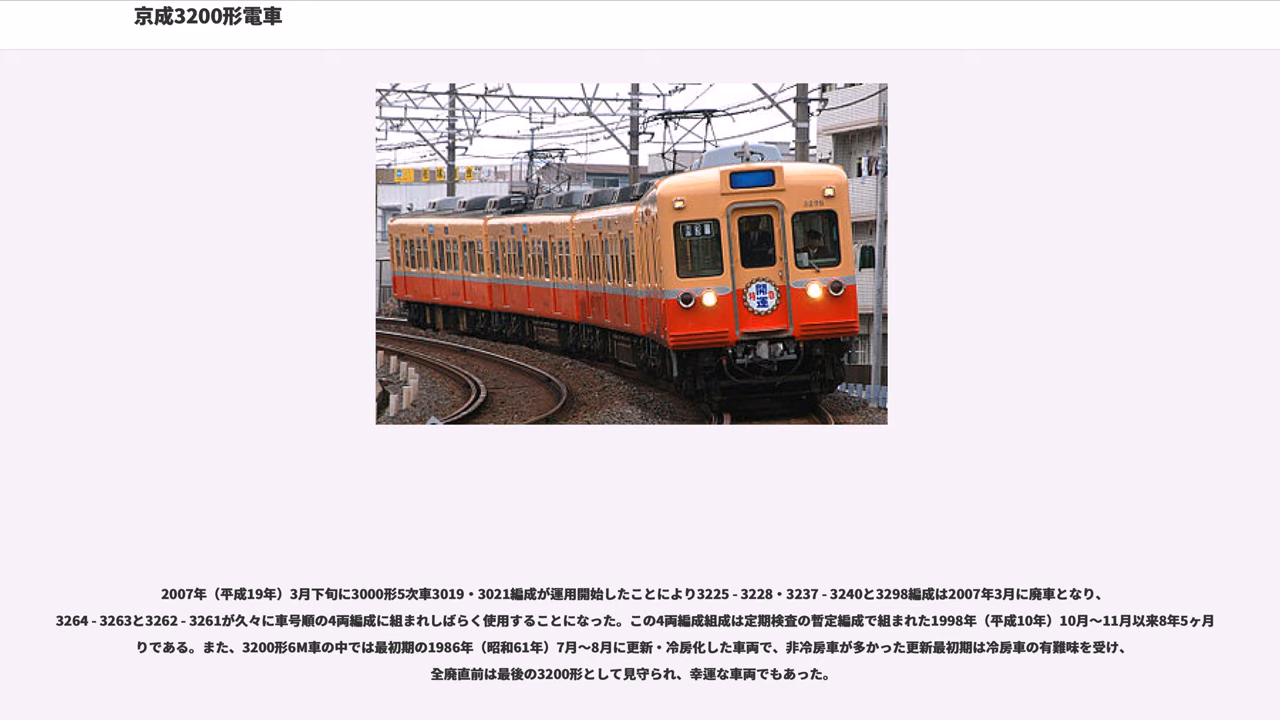 京成3200形電車
3298
開運
2007年（平成19年）3月下旬に3000形5次車3019・3021編成が運用開始したことにより3225 - 3228・3237 - 3240と3298編成は2007年3月に廃車となり、
3264 - 3263と3262 - 3261が久々に車号順の4両編成に組まれしばらく使用することになった。この4両編成組成は定期検査の暫定編成で組まれた1998年（平成10年）10月〜11月以来8年5ヶ月
りである。また、3200形6M車の中では最初期の1986年（昭和61年）7月〜8月に更新・冷房化した車両で、非冷房車が多かった更新最初期は冷房車の有難味を受け、
全廃直前は最後の3200形として見守られ、幸運な車両でもあった。